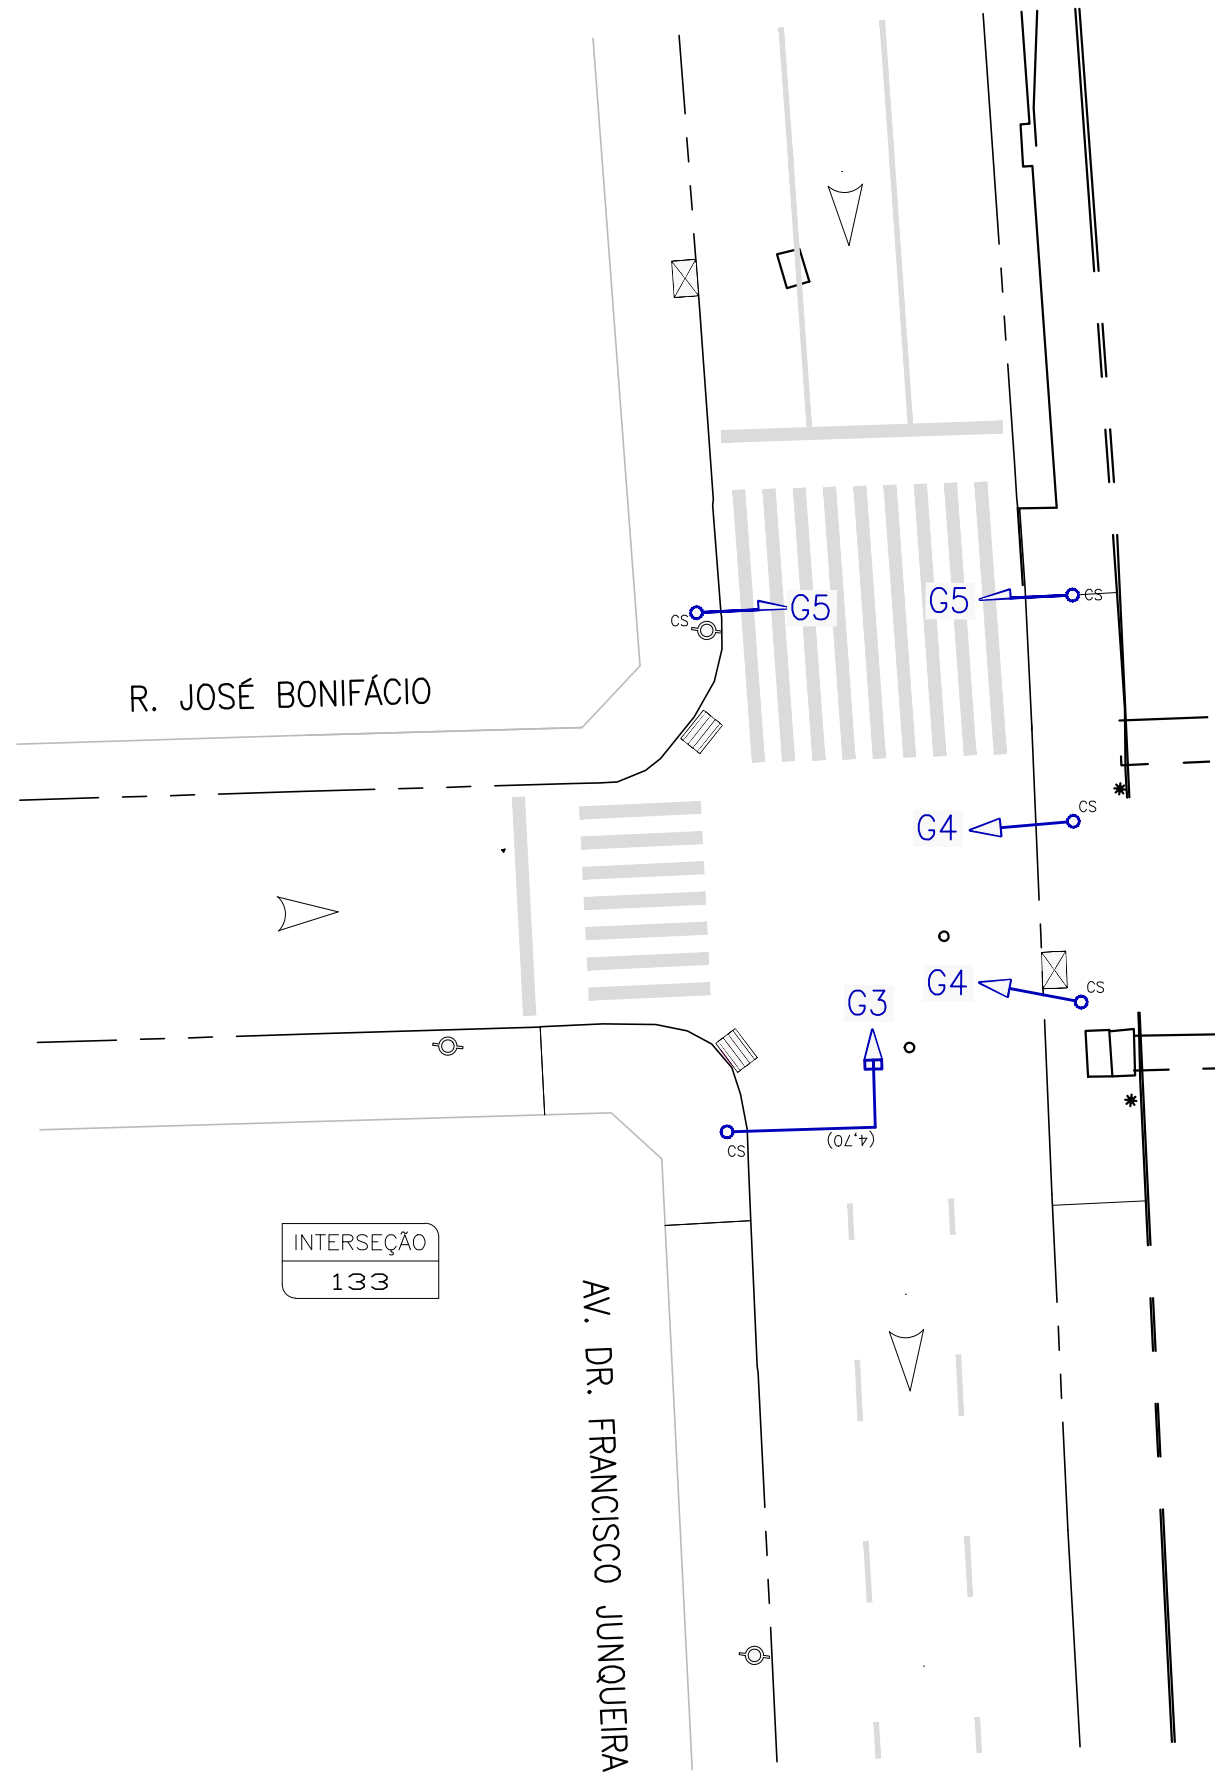 G5
G5
CS
CS
R. JOSÉ BONIFÁCIO
CS
G4
G4
CS
G3
(4,70)
CS
INTERSEÇÃO
133
AV. DR. FRANCISCO JUNQUEIRA